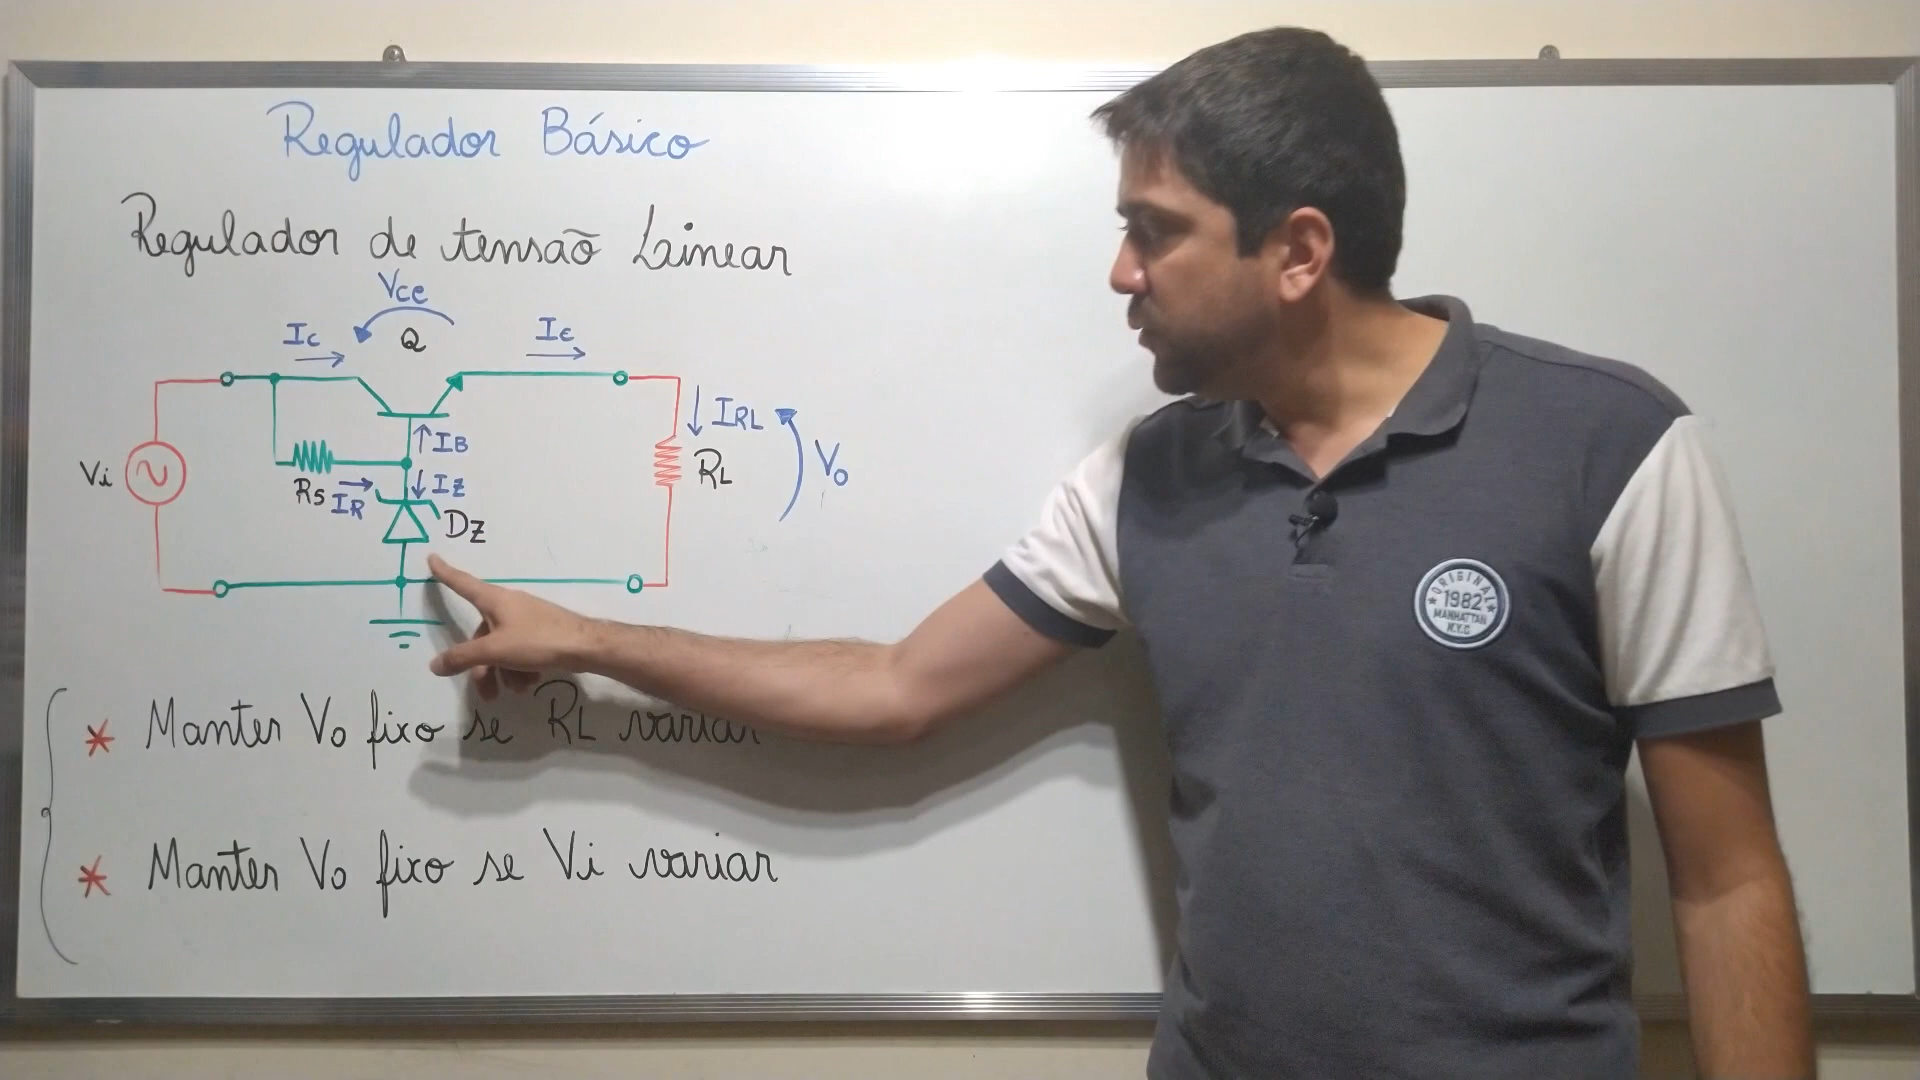 Regulador Básico
Regulador de tensão Linear
Vce
Ic
Q
IE
IRL
IB
Vi
RL
Vo
Rs
IR
IZ
DZ
* Manter Vo fixo se RL variar
* Manter Vo fixo se Vi variar
ORIGINAL
1982
MANHATTAN
N.Y.C